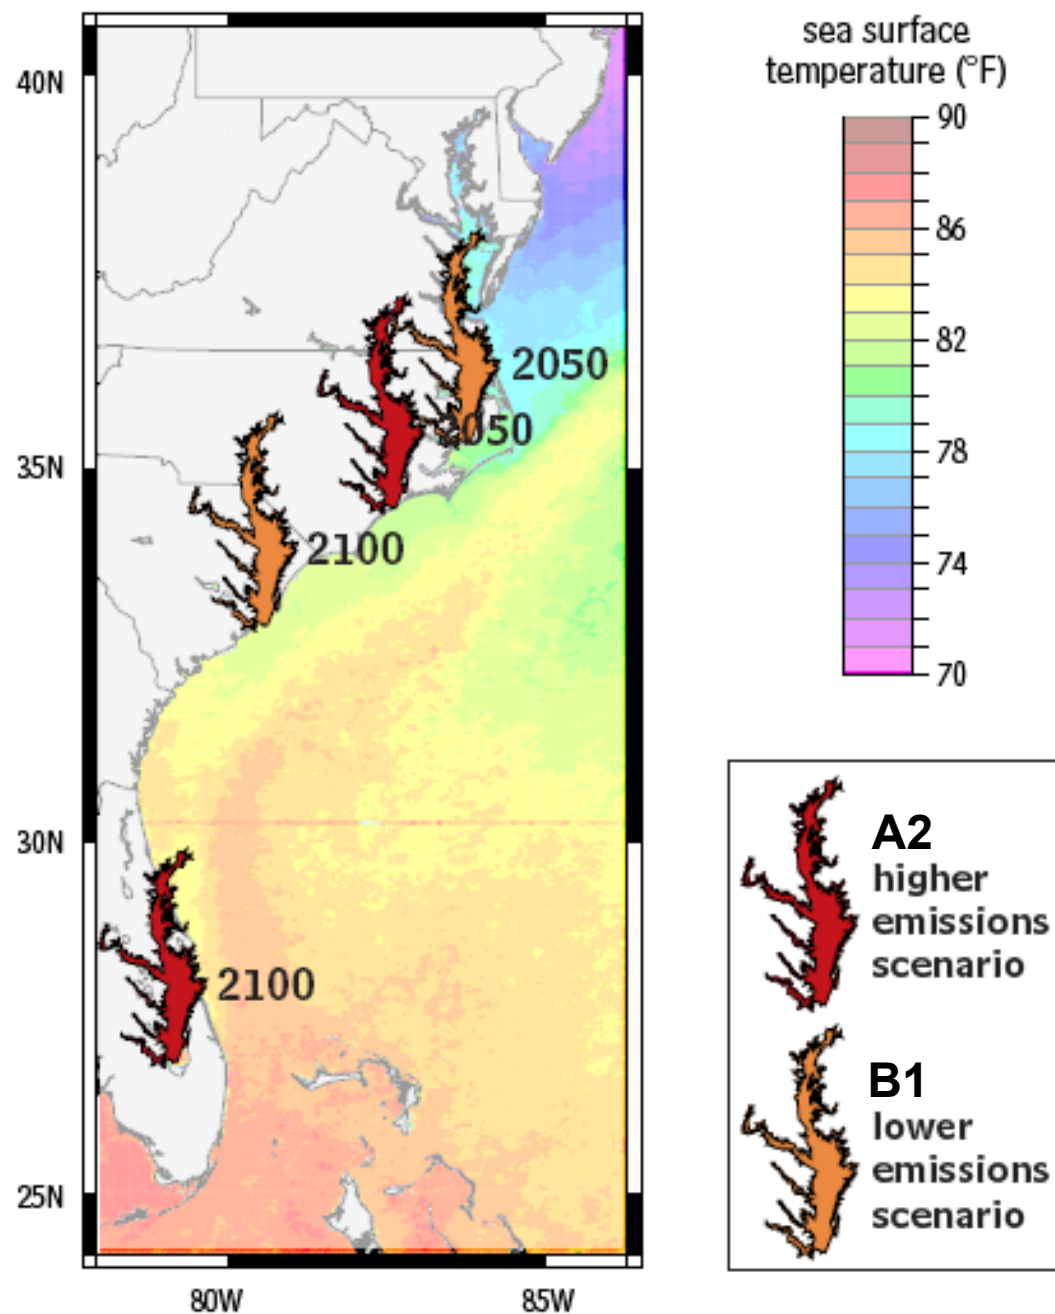 sea surface
temperature (°F)
90
86
82
78
74
70
40N
35N
30N
25N
80W
85W
2050
2050
2100
2100
A2
higher
emissions
scenario
B1
lower
emissions
scenario